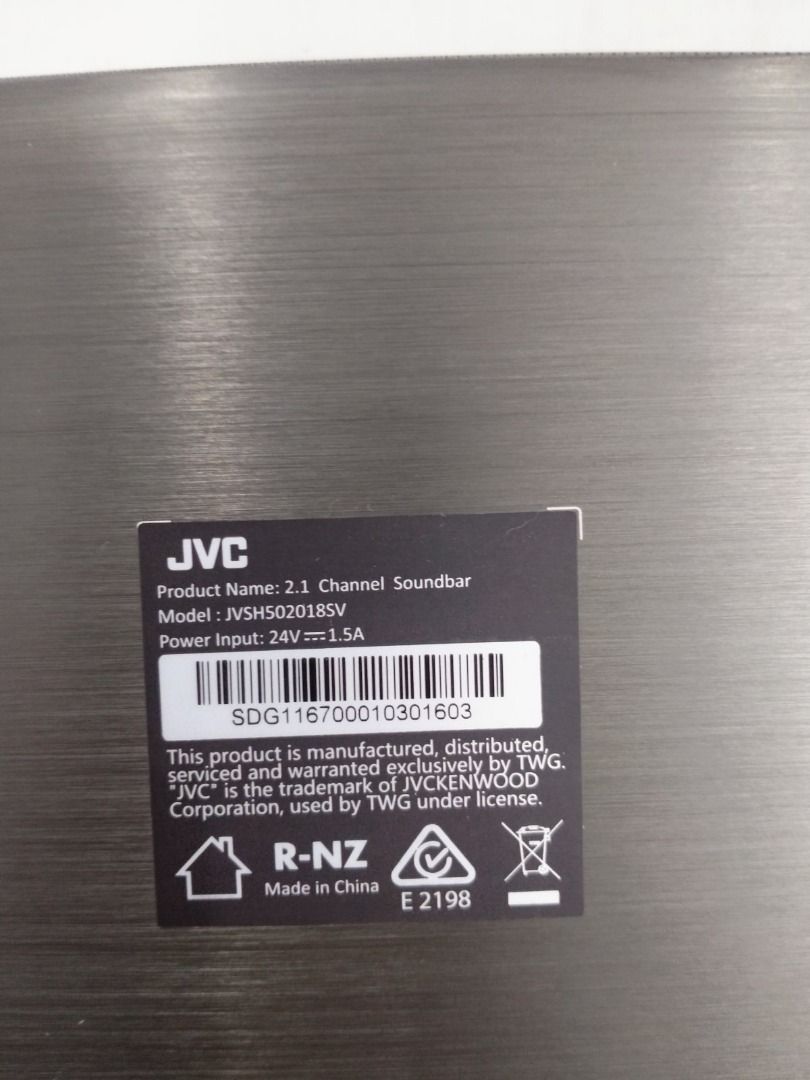 JVC
Product Name: 2.1 Channel Soundbar
Model : JVSH502018SV
Power Input: 24V⎓1.5A
SDG116700010301603
This product is manufactured, distributed,
serviced and warranted exclusively by TWG.
"JVC" is the trademark of JVCKENWOOD
Corporation, used by TWG under license.
R-NZ
Made in China
E 2198